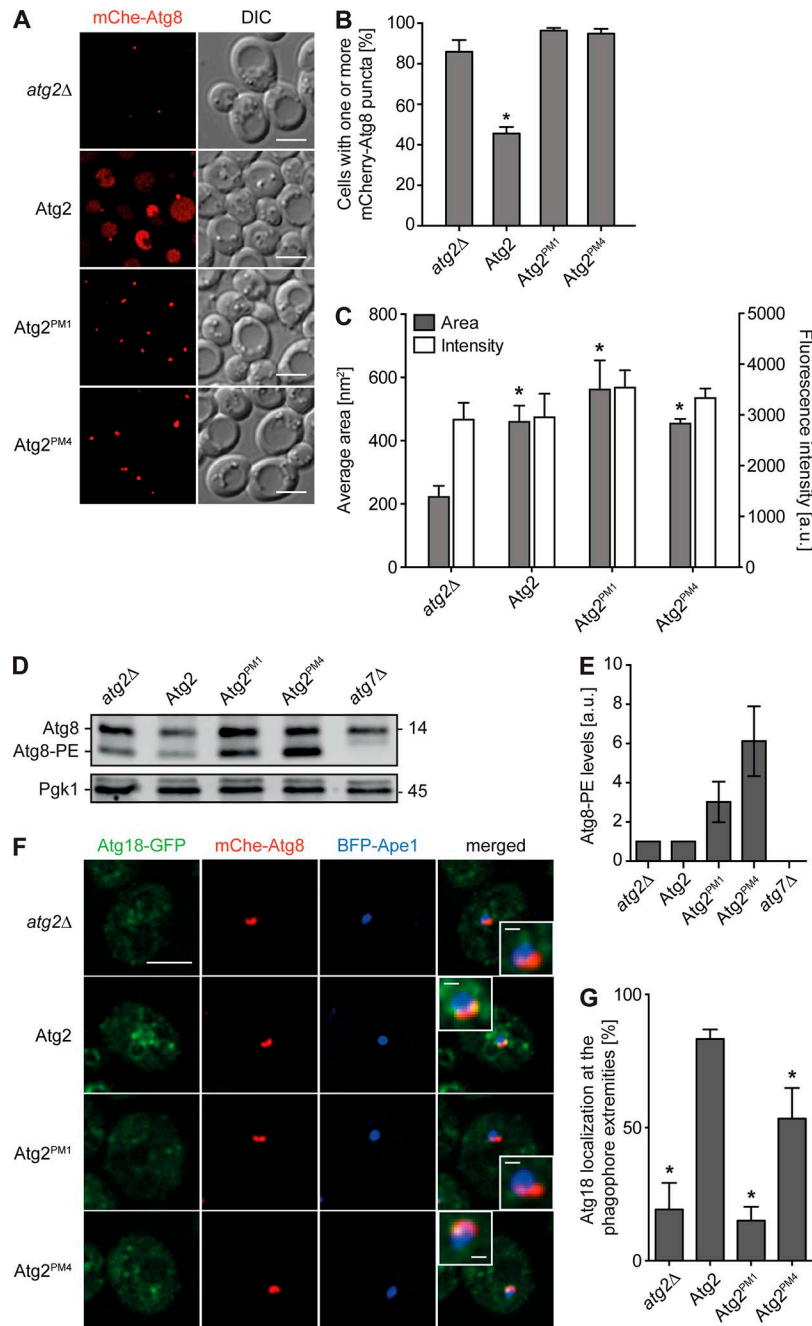 A
mChe-Atg8 DIC
atg2Δ
Atg2
Atg2PM1
Atg2PM4
B
Cells with one or more
mCherry-Atg8 puncta [%]
100
80
60
40
20
0
*
atg2Δ
Atg2
Atg2PM1
Atg2PM4
C
Average area [nm2]
800
600
400
200
0
Area
Intensity
*
*
*
5000
4000
3000
2000
1000
0
Fluorescence
intensity [a.u.]
atg2Δ
Atg2
Atg2PM1
Atg2PM4
D
atg2Δ
Atg2
Atg2PM1
Atg2PM4
atg7Δ
Atg8
Atg8-PE
Pgk1
14
45
E
Atg8-PE levels [a.u.]
10
8
6
4
2
0
atg2Δ
Atg2
Atg2PM1
Atg2PM4
atg7Δ
F
Atg18-GFP mChe-Atg8 BFP-Ape1 merged
atg2Δ
Atg2
Atg2PM1
Atg2PM4
G
Atg18 localization at the
phagophore extremities [%]
100
50
0
*
*
*
atg2Δ
Atg2
Atg2PM1
Atg2PM4